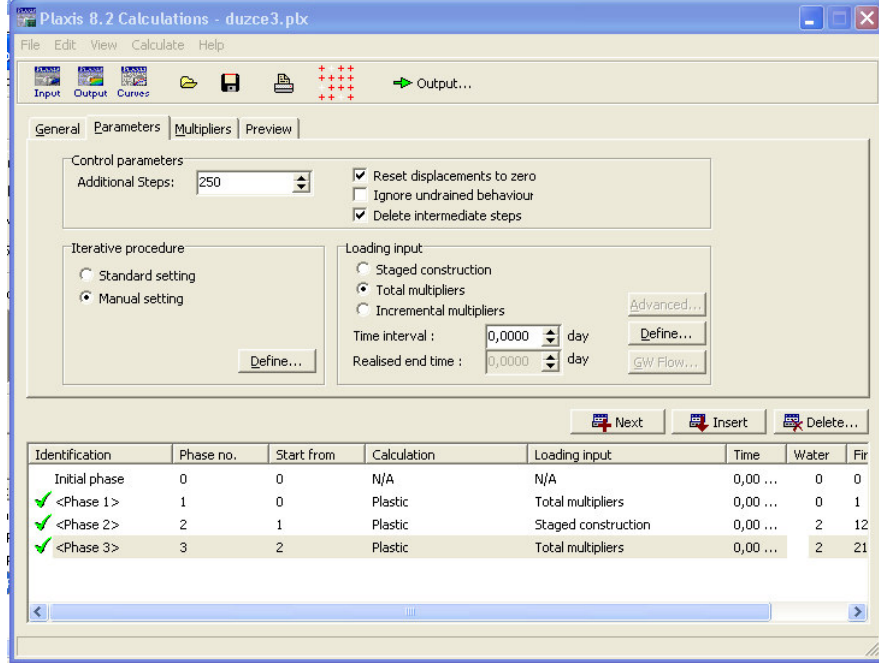 Plaxis 8.2 Calculations - duzce3.plx
File Edit View Calculate Help
Input Output Curves Output...
General Parameters Multipliers Preview
Control parameters
Additional Steps: 250
Reset displacements to zero
Ignore undrained behaviour
Delete intermediate steps
Iterative procedure
Standard setting
Manual setting
Define...
Loading input
Staged construction
Total multipliers
Incremental multipliers
Advanced...
Time interval : 0,0000 day
Define...
Realised end time : 0,0000 day
GW Flow...
Next Insert Delete...
Identification Phase no. Start from Calculation Loading input Time Water Fir
Initial phase 0 0 N/A N/A 0,00 ... 0 0
<Phase 1> 1 0 Plastic Total multipliers 0,00 ... 0 1
<Phase 2> 2 1 Plastic Staged construction 0,00 ... 2 12
<Phase 3> 3 2 Plastic Total multipliers 0,00 ... 2 21